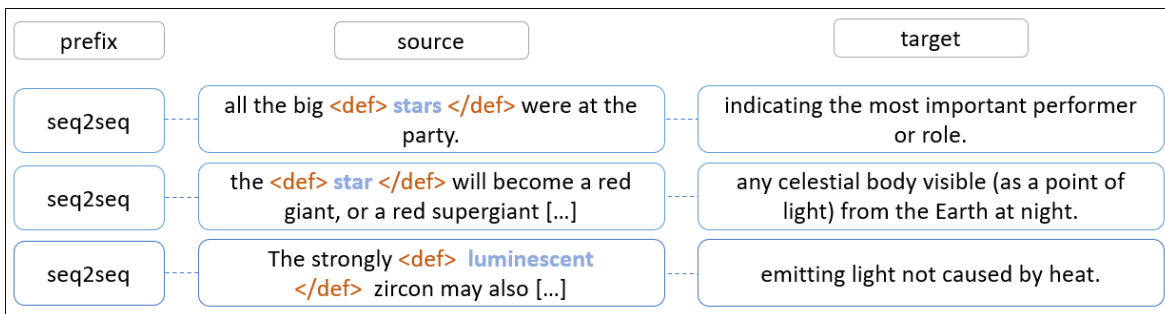 prefix source target
seq2seq
all the big <def> stars </def> were at the
party.
indicating the most important performer
or role.
seq2seq
the <def> star </def> will become a red
giant, or a red supergiant […]
any celestial body visible (as a point of
light) from the Earth at night.
seq2seq
The strongly <def> luminescent
</def> zircon may also […]
emitting light not caused by heat.